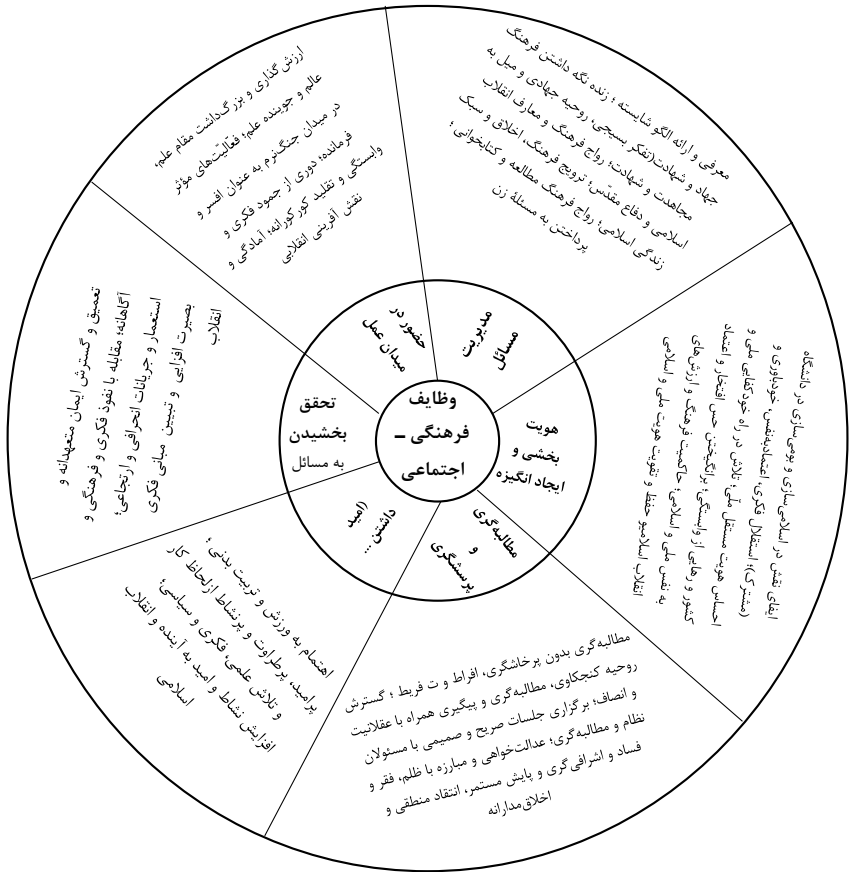 وظایف
فرهنگی ــ
اجتماعی
مدیریت
مسائل
معرفی و ارائه الگو شایسته ؛ زنده نگه داشتن فرهنگ
جهاد و شهادت(تفکر بسیجی، روحیه جهادی و میل به
مجاهدت و شهادت؛ رواج فرهنگ و معارف انقلاب
اسلامی و دفاع مقدّس؛ ترویج فرهنگ، اخلاق و سبک
زندگی اسلامی؛ رواج فرهنگ مطالعه و کتابخوانی؛
پرداختن به مسئلهٔ زن
هویت
بخشی و
ایجاد انگیزه
ایفای نقش در اسلامی‌سازی و بومی‌سازی در دانشگاه
(مشترک)؛ استقلال فکری، اعتمادبه‌نفس، خودباوری و
احساس هویت مستقل ملی؛ تلاش در راه خودکفایی ملی و
کشور و رهایی از وابستگی؛ برانگیختن حس افتخار و اعتماد
به نفس ملی و اسلامی؛ حاکمیت فرهنگ و ارزش‌های
انقلاب اسلامیو حفظ و تقویت هویت ملی و اسلامی
مطالبه‌گری
و
پرسشگری
مطالبه‌گری بدون پرخاشگری، افراط و ت فریط ؛ گسترش
روحیه کنجکاوی، مطالبه‌گری و پیگیری همراه با عقلانیت
و انصاف؛ برگزاری جلسات صریح و صمیمی با مسئولان
نظام و مطالبه‌گری؛ عدالت‌خواهی و مبارزه با ظلم، فقر و
فساد و اشرافی‌گری و پایش مستمر، انتقاد منطقی و
اخلاق‌مدارانه
(امید
داشتن ...
اهتمام به ورزش و تربیت بدنی ؛
پرامید، پرطراوت و پرنشاط ازلحاظ کار
و تلاش علمی، فکری و سیاسی؛
افزایش نشاط و امید به آینده و انقلاب
اسلامی
تحقق
بخشیدن
به مسائل
تعمیق و گسترش ایمان متعهدانه و
آگاهانه؛ مقابله با نفوذ فکری و فرهنگی و
استعمار و جریانات انحرافی و ارتجاعی؛
بصیرت افزایی و تبیین مبانی فکری
انقلاب
حضور در
میدان عمل
ارزش گذاری و بزرگ‌داشت مقام علم،
عالم و جوینده علم؛ فعالیّت‌های مؤثر
در میدان جنگ‌نرم به عنوان افسر و
فرمانده؛ دوری از جمود فکری و
وابستگی و تقلید کورکورانه؛ آمادگی و
نقش آفرینی انقلابی